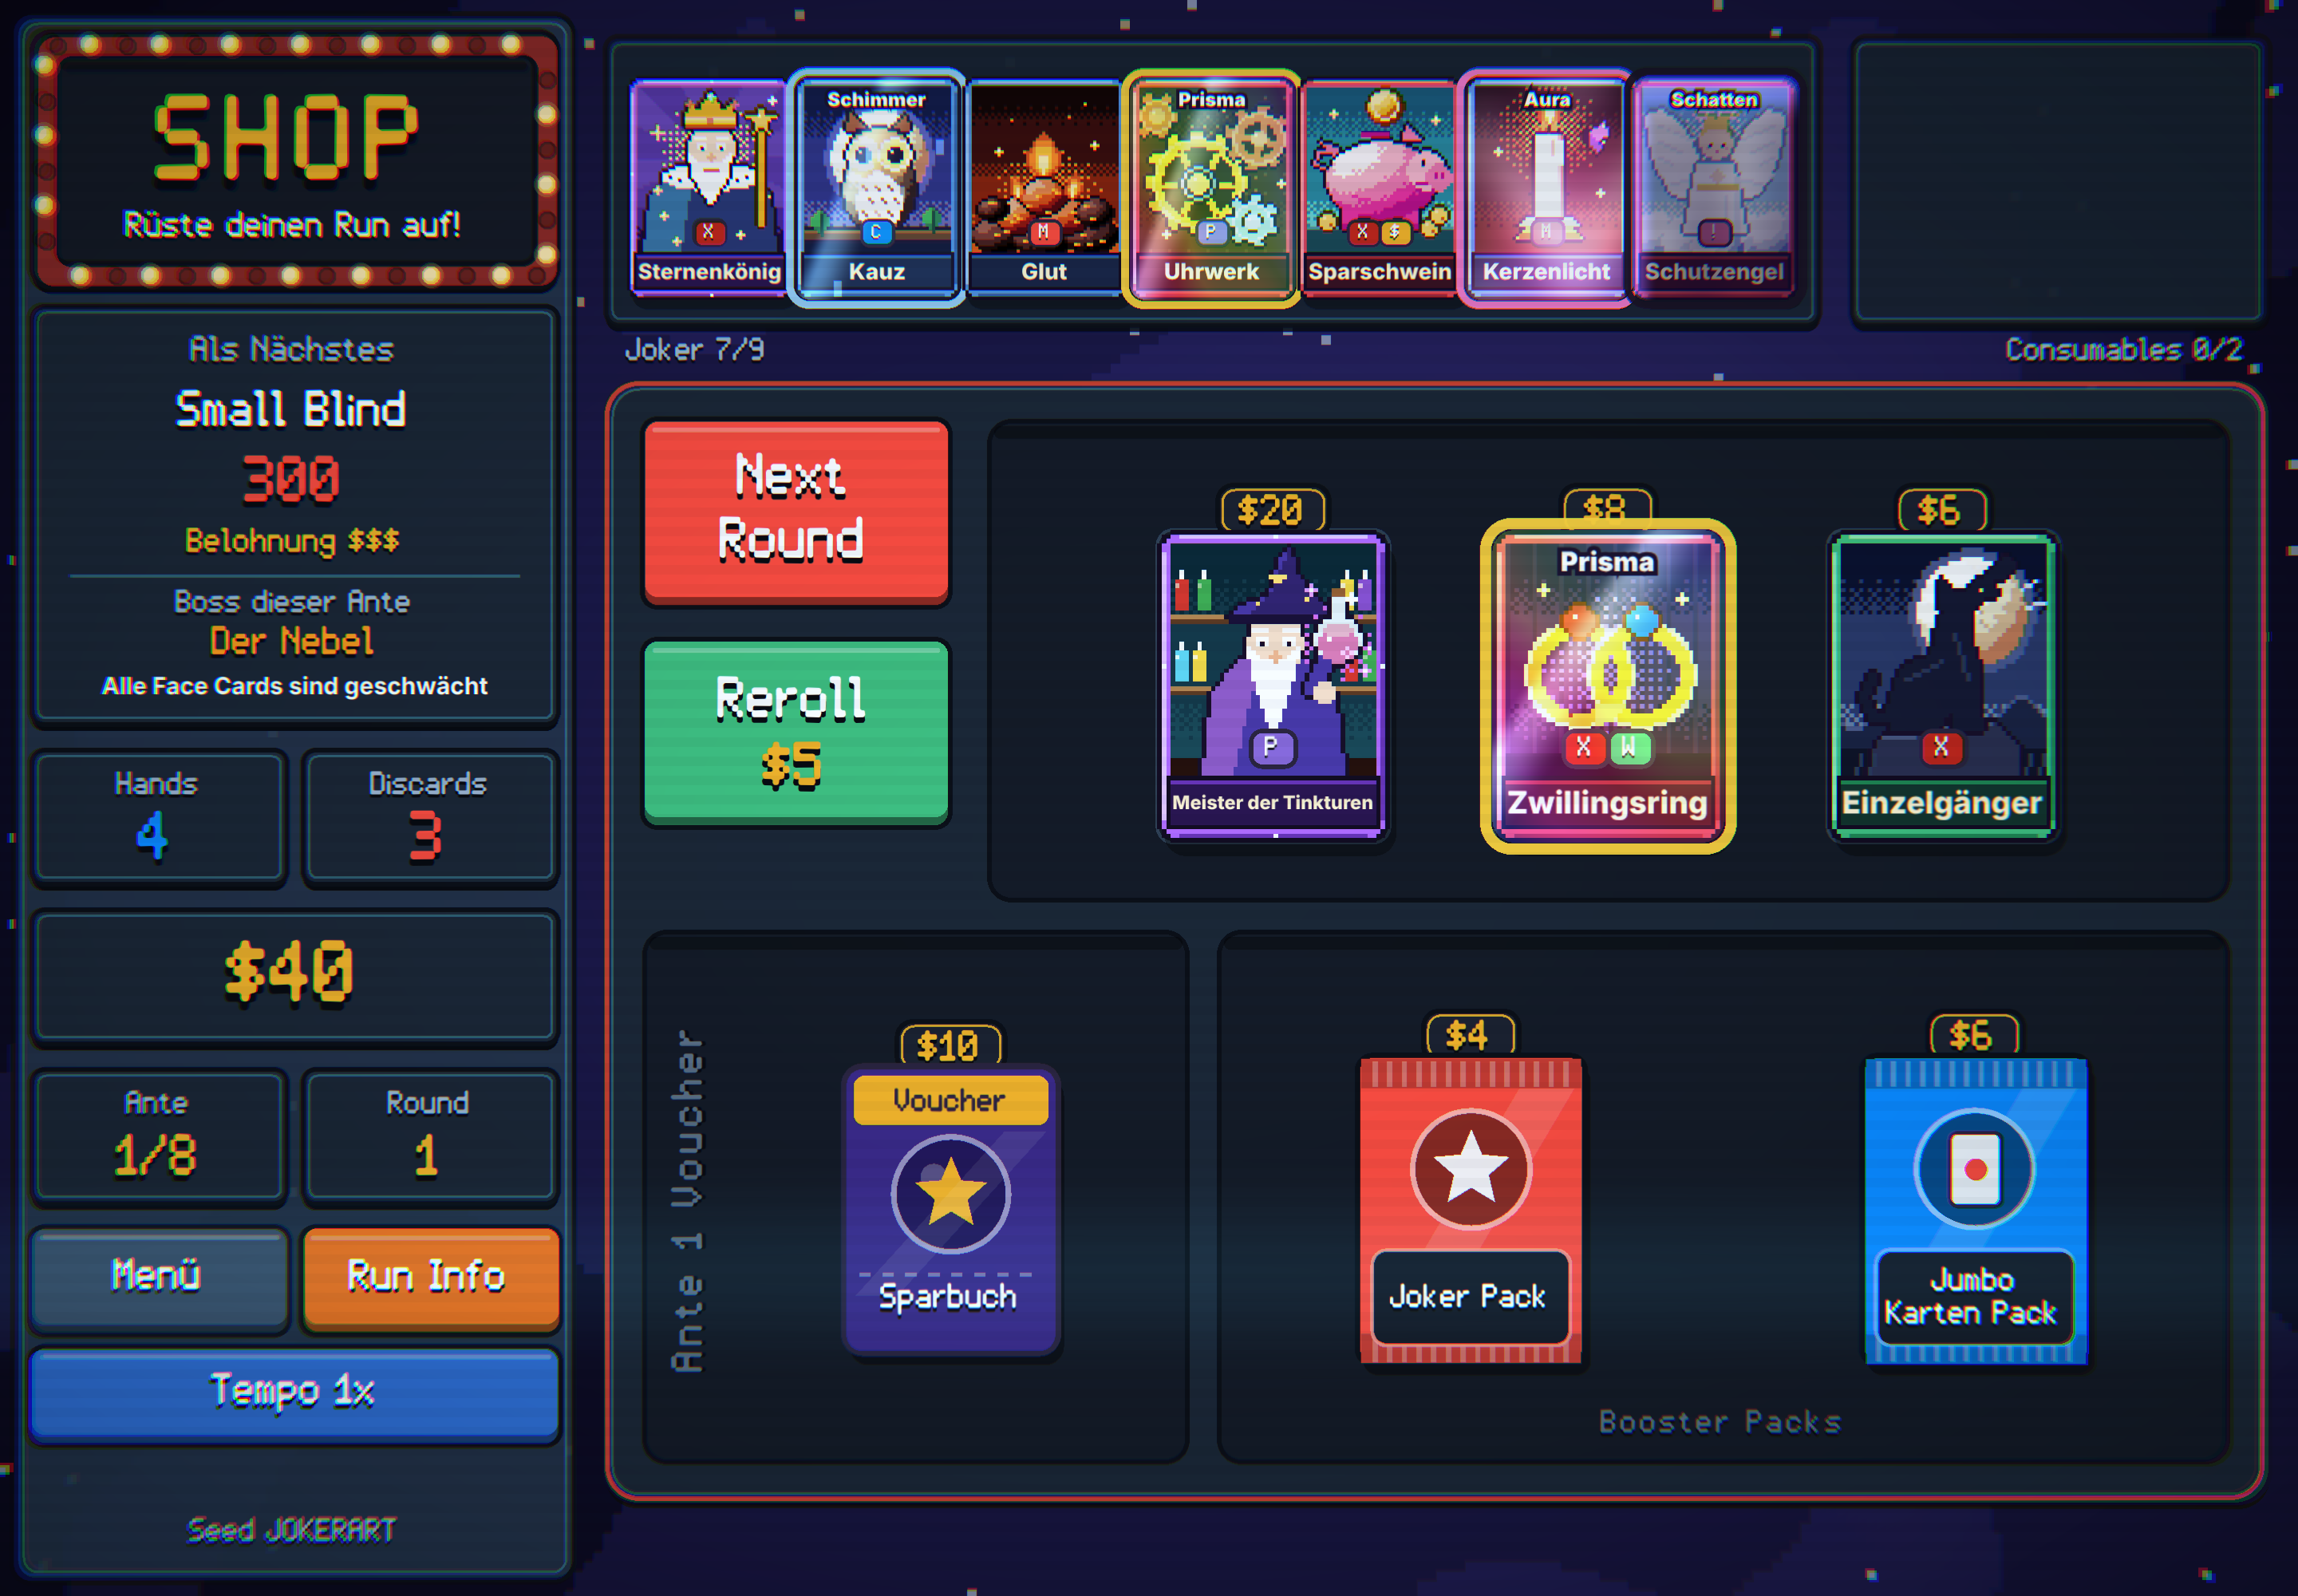 SHOP
Rüste deinen Run auf!
Als Nächstes
Small Blind
300
Belohnung $$$
Boss dieser Ante
Der Nebel
Alle Face Cards sind geschwächt
Hands
4
Discards
3
$40
Ante
1/8
Round
1
Menü
Run Info
Tempo 1x
Seed JOKERART
X
Sternenkönig
Schimmer
C
Kauz
M
Glut
Prisma
P
Uhrwerk
X $
Sparschwein
Aura
M
Kerzenlicht
Schatten
!
Schutzengel
Joker 7/9
Consumables 0/2
Next
Round
Reroll
$5
$20
P
Meister der Tinkturen
$8
Prisma
X W
Zwillingsring
$6
X
Einzelgänger
Ante 1 Voucher
$10
Voucher
Sparbuch
$4
Joker Pack
$6
Jumbo
Karten Pack
Booster Packs